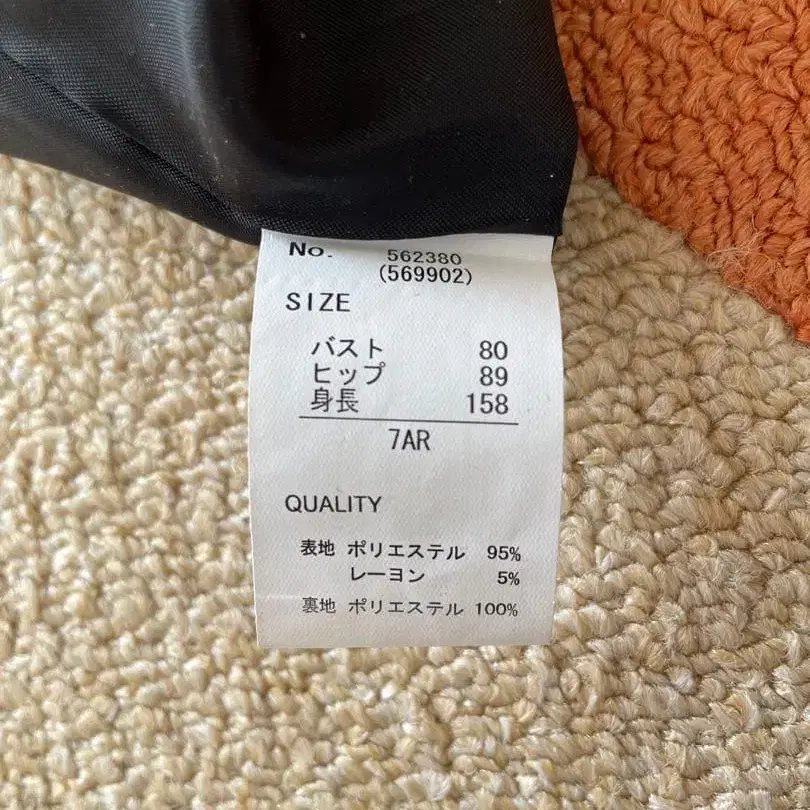 No. 562380
(569902)
SIZE
バスト 80
ヒップ 89
身長 158
7AR
QUALITY
表地 ポリエステル 95%
レーヨン 5%
裏地 ポリエステル 100%